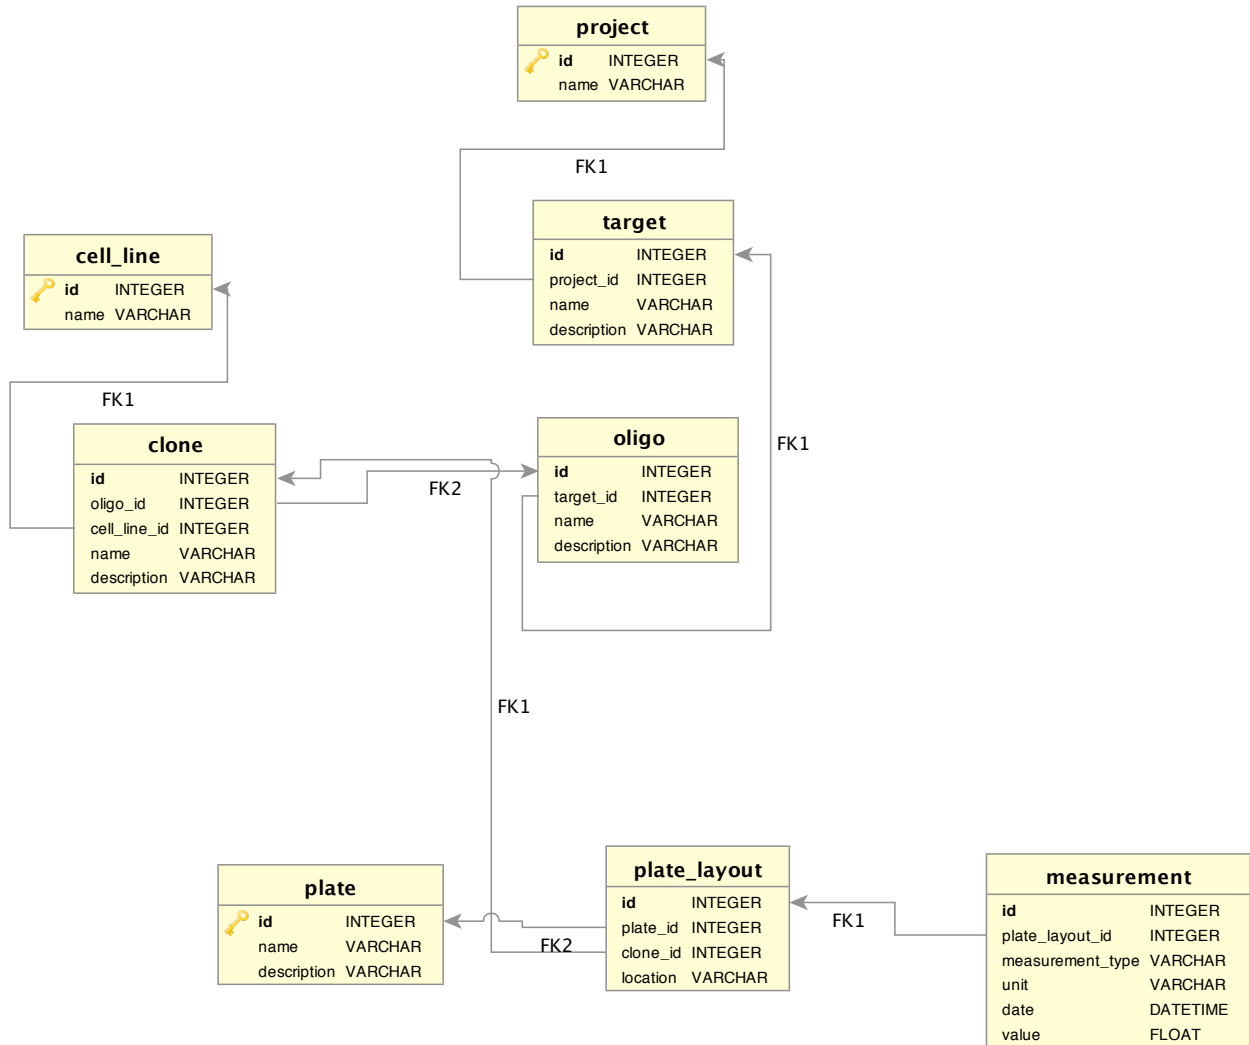 project
id INTEGER
name VARCHAR
FK1
target
id INTEGER
project_id INTEGER
name VARCHAR
description VARCHAR
cell_line
id INTEGER
name VARCHAR
FK1
clone
id INTEGER
oligo_id INTEGER
cell_line_id INTEGER
name VARCHAR
description VARCHAR
FK2
oligo
id INTEGER
target_id INTEGER
name VARCHAR
description VARCHAR
FK1
FK1
plate
id INTEGER
name VARCHAR
description VARCHAR
FK2
plate_layout
id INTEGER
plate_id INTEGER
clone_id INTEGER
location VARCHAR
FK1
measurement
id INTEGER
plate_layout_id INTEGER
measurement_type VARCHAR
unit VARCHAR
date DATETIME
value FLOAT